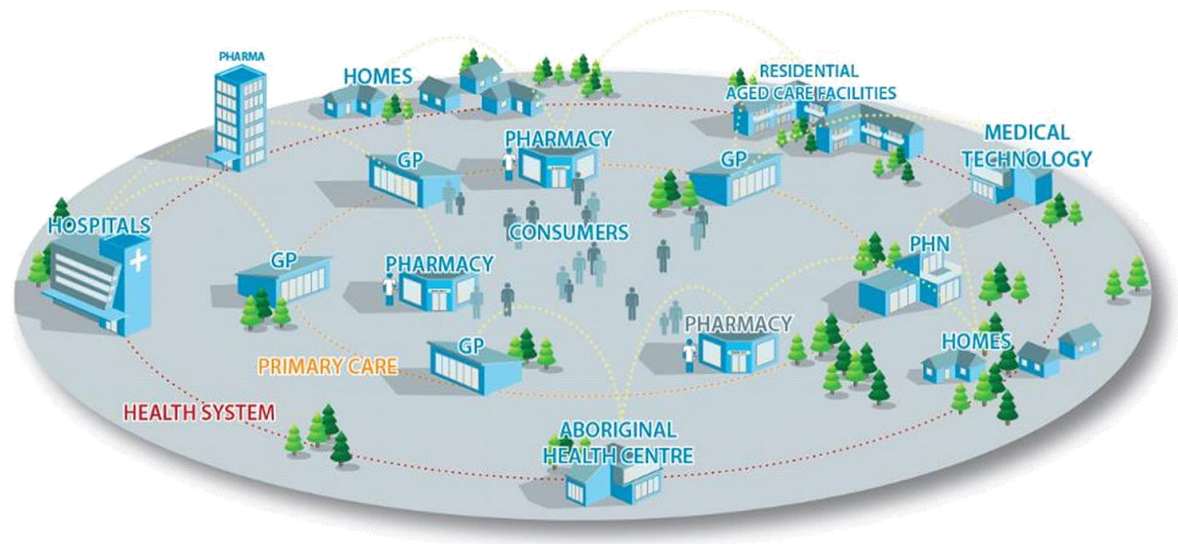 PHARMA
HOMES
RESIDENTIAL
AGED CARE FACILITIES
PHARMACY
MEDICAL
TECHNOLOGY
GP
GP
HOSPITALS
CONSUMERS
PHN
GP
PHARMACY
PHARMACY
HOMES
GP
PRIMARY CARE
HEALTH SYSTEM
ABORIGINAL
HEALTH CENTRE